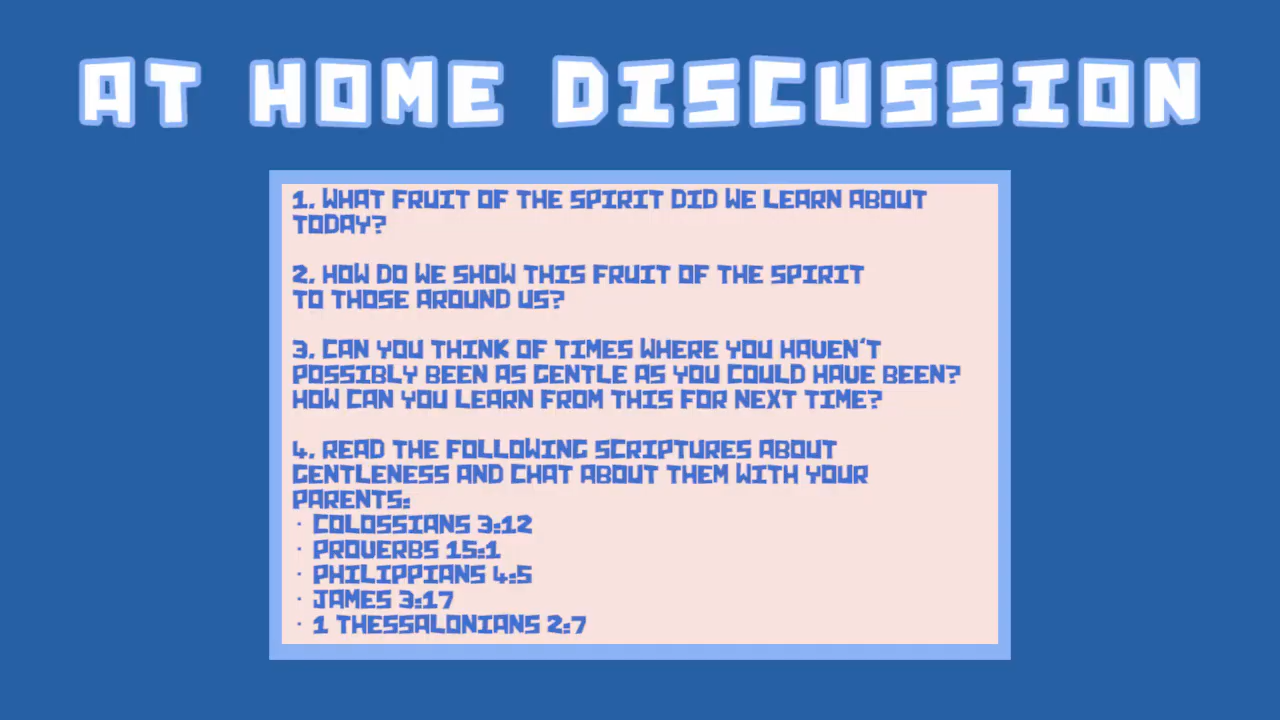 AT HOME DISCUSSION
1. WHAT FRUIT OF THE SPIRIT DID WE LEARN ABOUT
TODAY?
2. HOW DO WE SHOW THIS FRUIT OF THE SPIRIT
TO THOSE AROUND US?
3. CAN YOU THINK OF TIMES WHERE YOU HAVEN'T
POSSIBLY BEEN AS GENTLE AS YOU COULD HAVE BEEN?
HOW CAN YOU LEARN FROM THIS FOR NEXT TIME?
4. READ THE FOLLOWING SCRIPTURES ABOUT
GENTLENESS AND CHAT ABOUT THEM WITH YOUR
PARENTS:
· COLOSSIANS 3:12
· PROVERBS 15:1
· PHILIPPIANS 4:5
· JAMES 3:17
· 1 THESSALONIANS 2:7